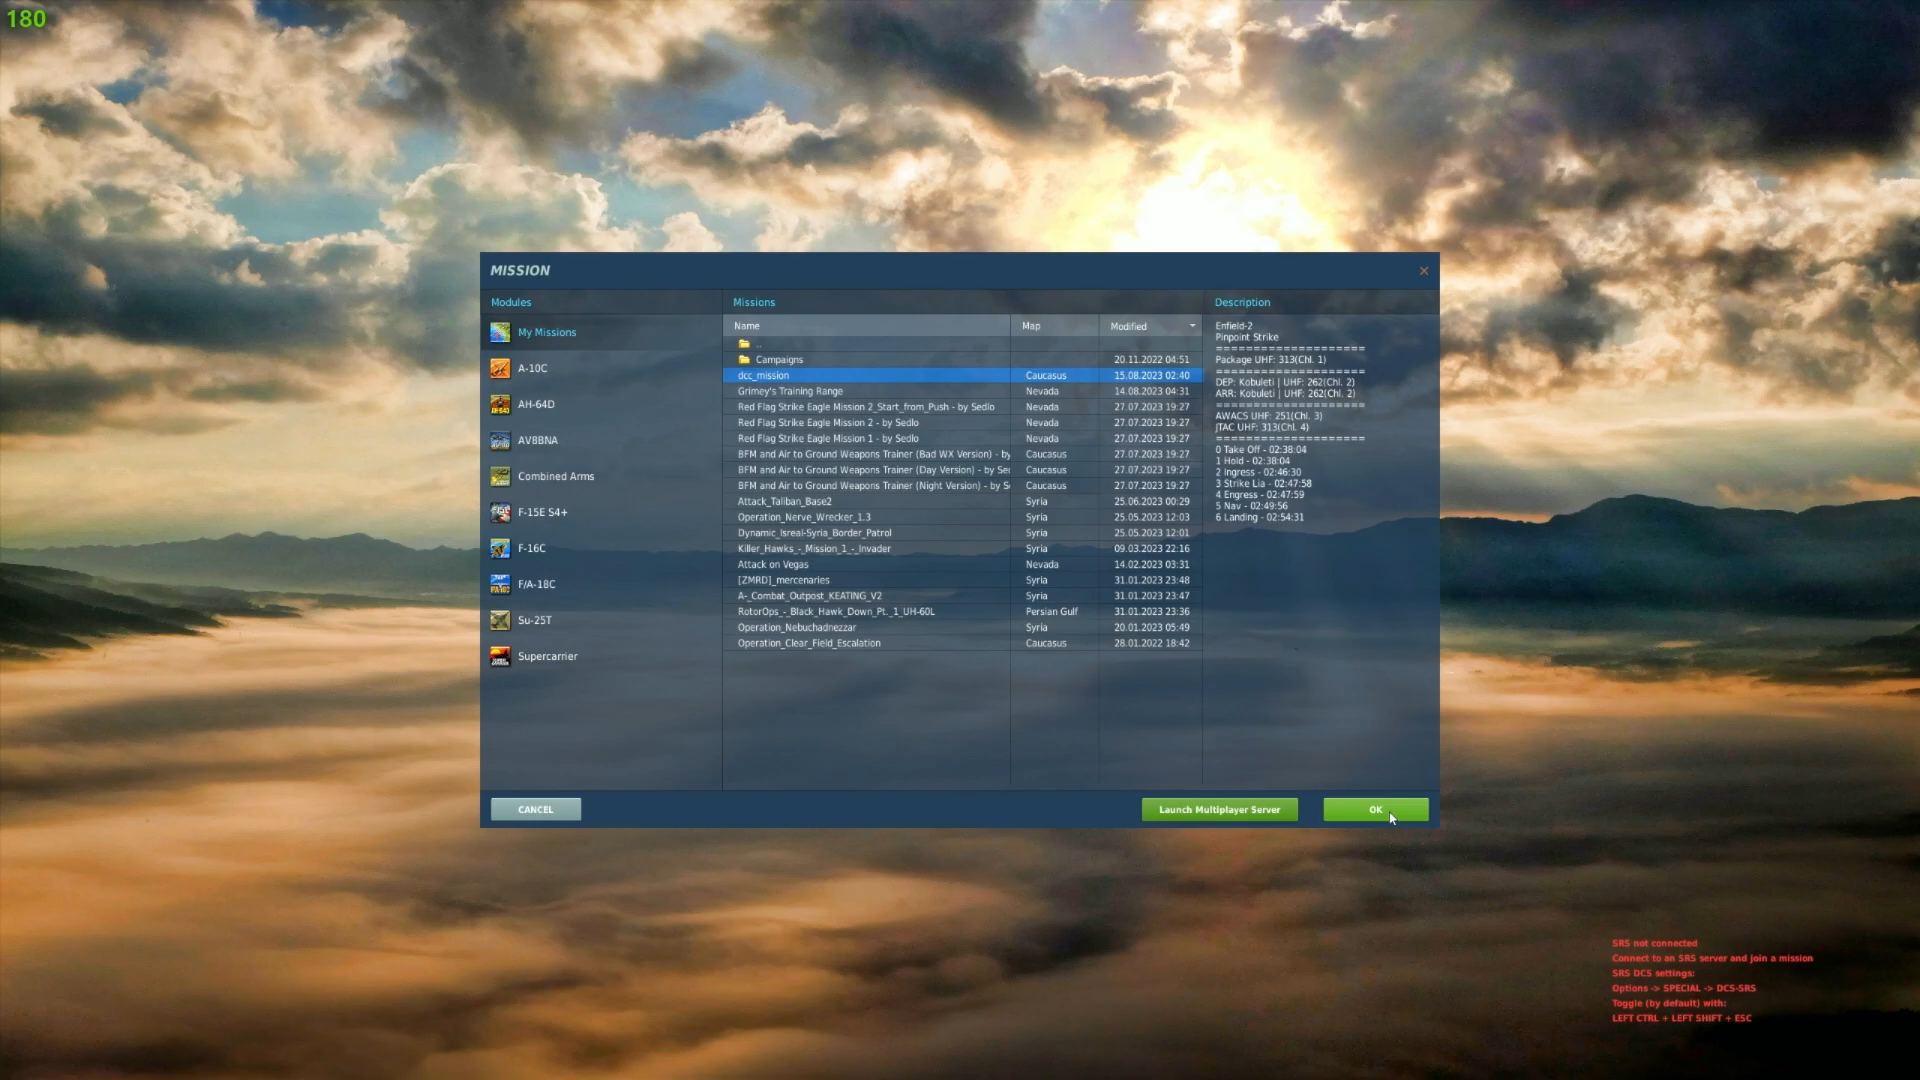 180
MISSION
Modules
My Missions
A-10C
AH-64D
AV8BNA
Combined Arms
F-15E S4+
F-16C
F/A-18C
Su-25T
Supercarrier
Missions
Name Map Modified
..
Campaigns 20.11.2022 04:51
dcc_mission Caucasus 15.08.2023 02:40
Grimey's Training Range Nevada 14.08.2023 04:31
Red Flag Strike Eagle Mission 2_Start_from_Push - by Sedlo Nevada 27.07.2023 19:27
Red Flag Strike Eagle Mission 2 - by Sedlo Nevada 27.07.2023 19:27
Red Flag Strike Eagle Mission 1 - by Sedlo Nevada 27.07.2023 19:27
BFM and Air to Ground Weapons Trainer (Bad WX Version) - by Caucasus 27.07.2023 19:27
BFM and Air to Ground Weapons Trainer (Day Version) - by Se Caucasus 27.07.2023 19:27
BFM and Air to Ground Weapons Trainer (Night Version) - by S Caucasus 27.07.2023 19:27
Attack_Taliban_Base2 Syria 25.06.2023 00:29
Operation_Nerve_Wrecker_1.3 Syria 25.05.2023 12:03
Dynamic_Isreal-Syria_Border_Patrol Syria 25.05.2023 12:01
Killer_Hawks_-_Mission_1_-_Invader Syria 09.03.2023 22:16
Attack on Vegas Nevada 14.02.2023 03:31
[ZMRD]_mercenaries Syria 31.01.2023 23:48
A-_Combat_Outpost_KEATING_V2 Syria 31.01.2023 23:47
RotorOps_-_Black_Hawk_Down_Pt._1_UH-60L Persian Gulf 31.01.2023 23:36
Operation_Nebuchadnezzar Syria 20.01.2023 05:49
Operation_Clear_Field_Escalation Caucasus 28.01.2022 18:42
Description
Enfield-2
Pinpoint Strike
=====================
Package UHF: 313(Chl. 1)
=====================
DEP: Kobuleti | UHF: 262(Chl. 2)
ARR: Kobuleti | UHF: 262(Chl. 2)
=====================
AWACS UHF: 251(Chl. 3)
JTAC UHF: 313(Chl. 4)
=====================
0 Take Off - 02:38:04
1 Hold - 02:38:04
2 Ingress - 02:46:30
3 Strike Lia - 02:47:58
4 Engress - 02:47:59
5 Nav - 02:49:56
6 Landing - 02:54:31
CANCEL
Launch Multiplayer Server
OK
SRS not connected
Connect to an SRS server and join a mission
SRS DCS settings:
Options -> SPECIAL -> DCS-SRS
Toggle (by default) with:
LEFT CTRL + LEFT SHIFT + ESC